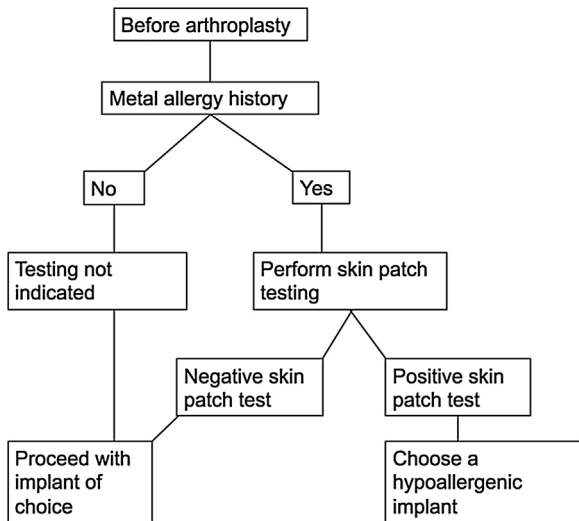 Before arthroplasty
Metal allergy history
No
Yes
Testing not
indicated
Perform skin patch
testing
Negative skin
patch test
Positive skin
patch test
Proceed with
implant of
choice
Choose a
hypoallergenic
implant